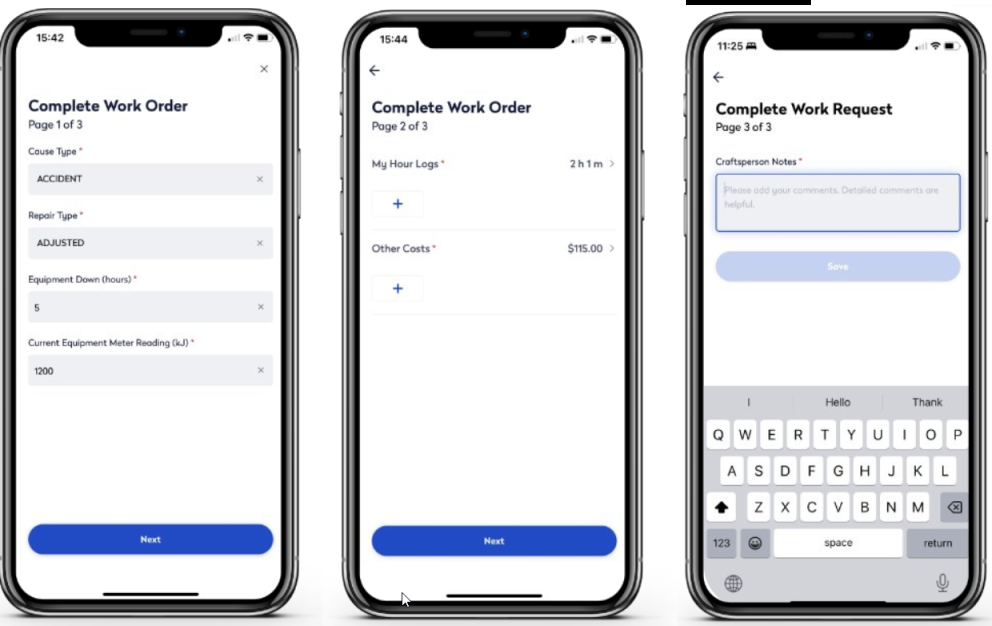 15:42
Complete Work Order
Page 1 of 3
Cause Type *
ACCIDENT
Repair Type *
ADJUSTED
Equipment Down (hours) *
5
Current Equipment Meter Reading (kJ) *
1200
Next
15:44
Complete Work Order
Page 2 of 3
My Hour Logs * 2 h 1 m
+
Other Costs * $115.00
+
Next
11:25
Complete Work Request
Page 3 of 3
Craftsperson Notes *
Please add your comments. Detailed comments are
helpful.
Save
I Hello Thank
Q W E R T Y U I O P
A S D F G H J K L
Z X C V B N M
123 space return